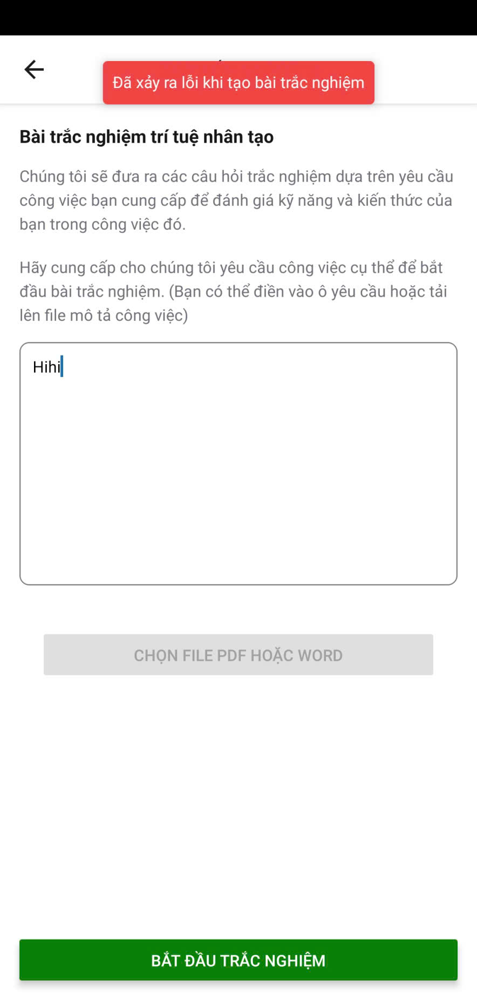 Đã xảy ra lỗi khi tạo bài trắc nghiệm
Bài trắc nghiệm trí tuệ nhân tạo
Chúng tôi sẽ đưa ra các câu hỏi trắc nghiệm dựa trên yêu cầu
công việc bạn cung cấp để đánh giá kỹ năng và kiến thức của
bạn trong công việc đó.
Hãy cung cấp cho chúng tôi yêu cầu công việc cụ thể để bắt
đầu bài trắc nghiệm. (Bạn có thể điền vào ô yêu cầu hoặc tải
lên file mô tả công việc)
Hihi
CHỌN FILE PDF HOẶC WORD
BẮT ĐẦU TRẮC NGHIỆM